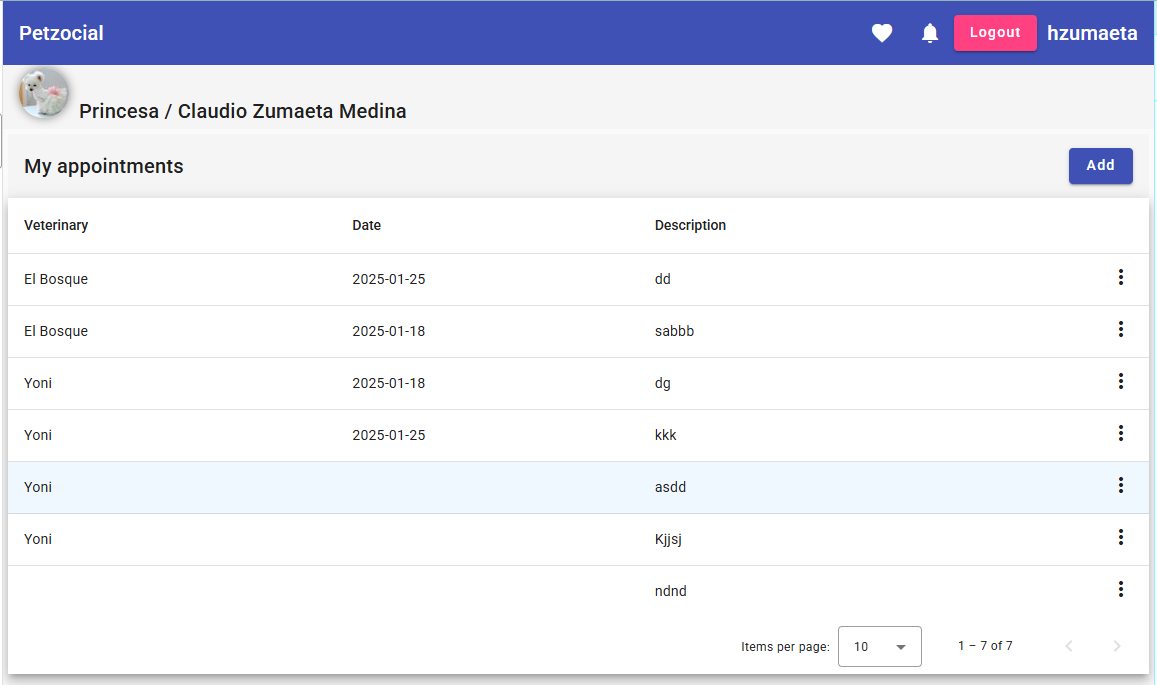 Petzocial Logout hzumaeta
Princesa / Claudio Zumaeta Medina
My appointments Add
Veterinary Date Description
El Bosque 2025-01-25 dd
El Bosque 2025-01-18 sabbb
Yoni 2025-01-18 dg
Yoni 2025-01-25 kkk
Yoni asdd
Yoni Kjjsj
ndnd
Items per page: 10 1 – 7 of 7